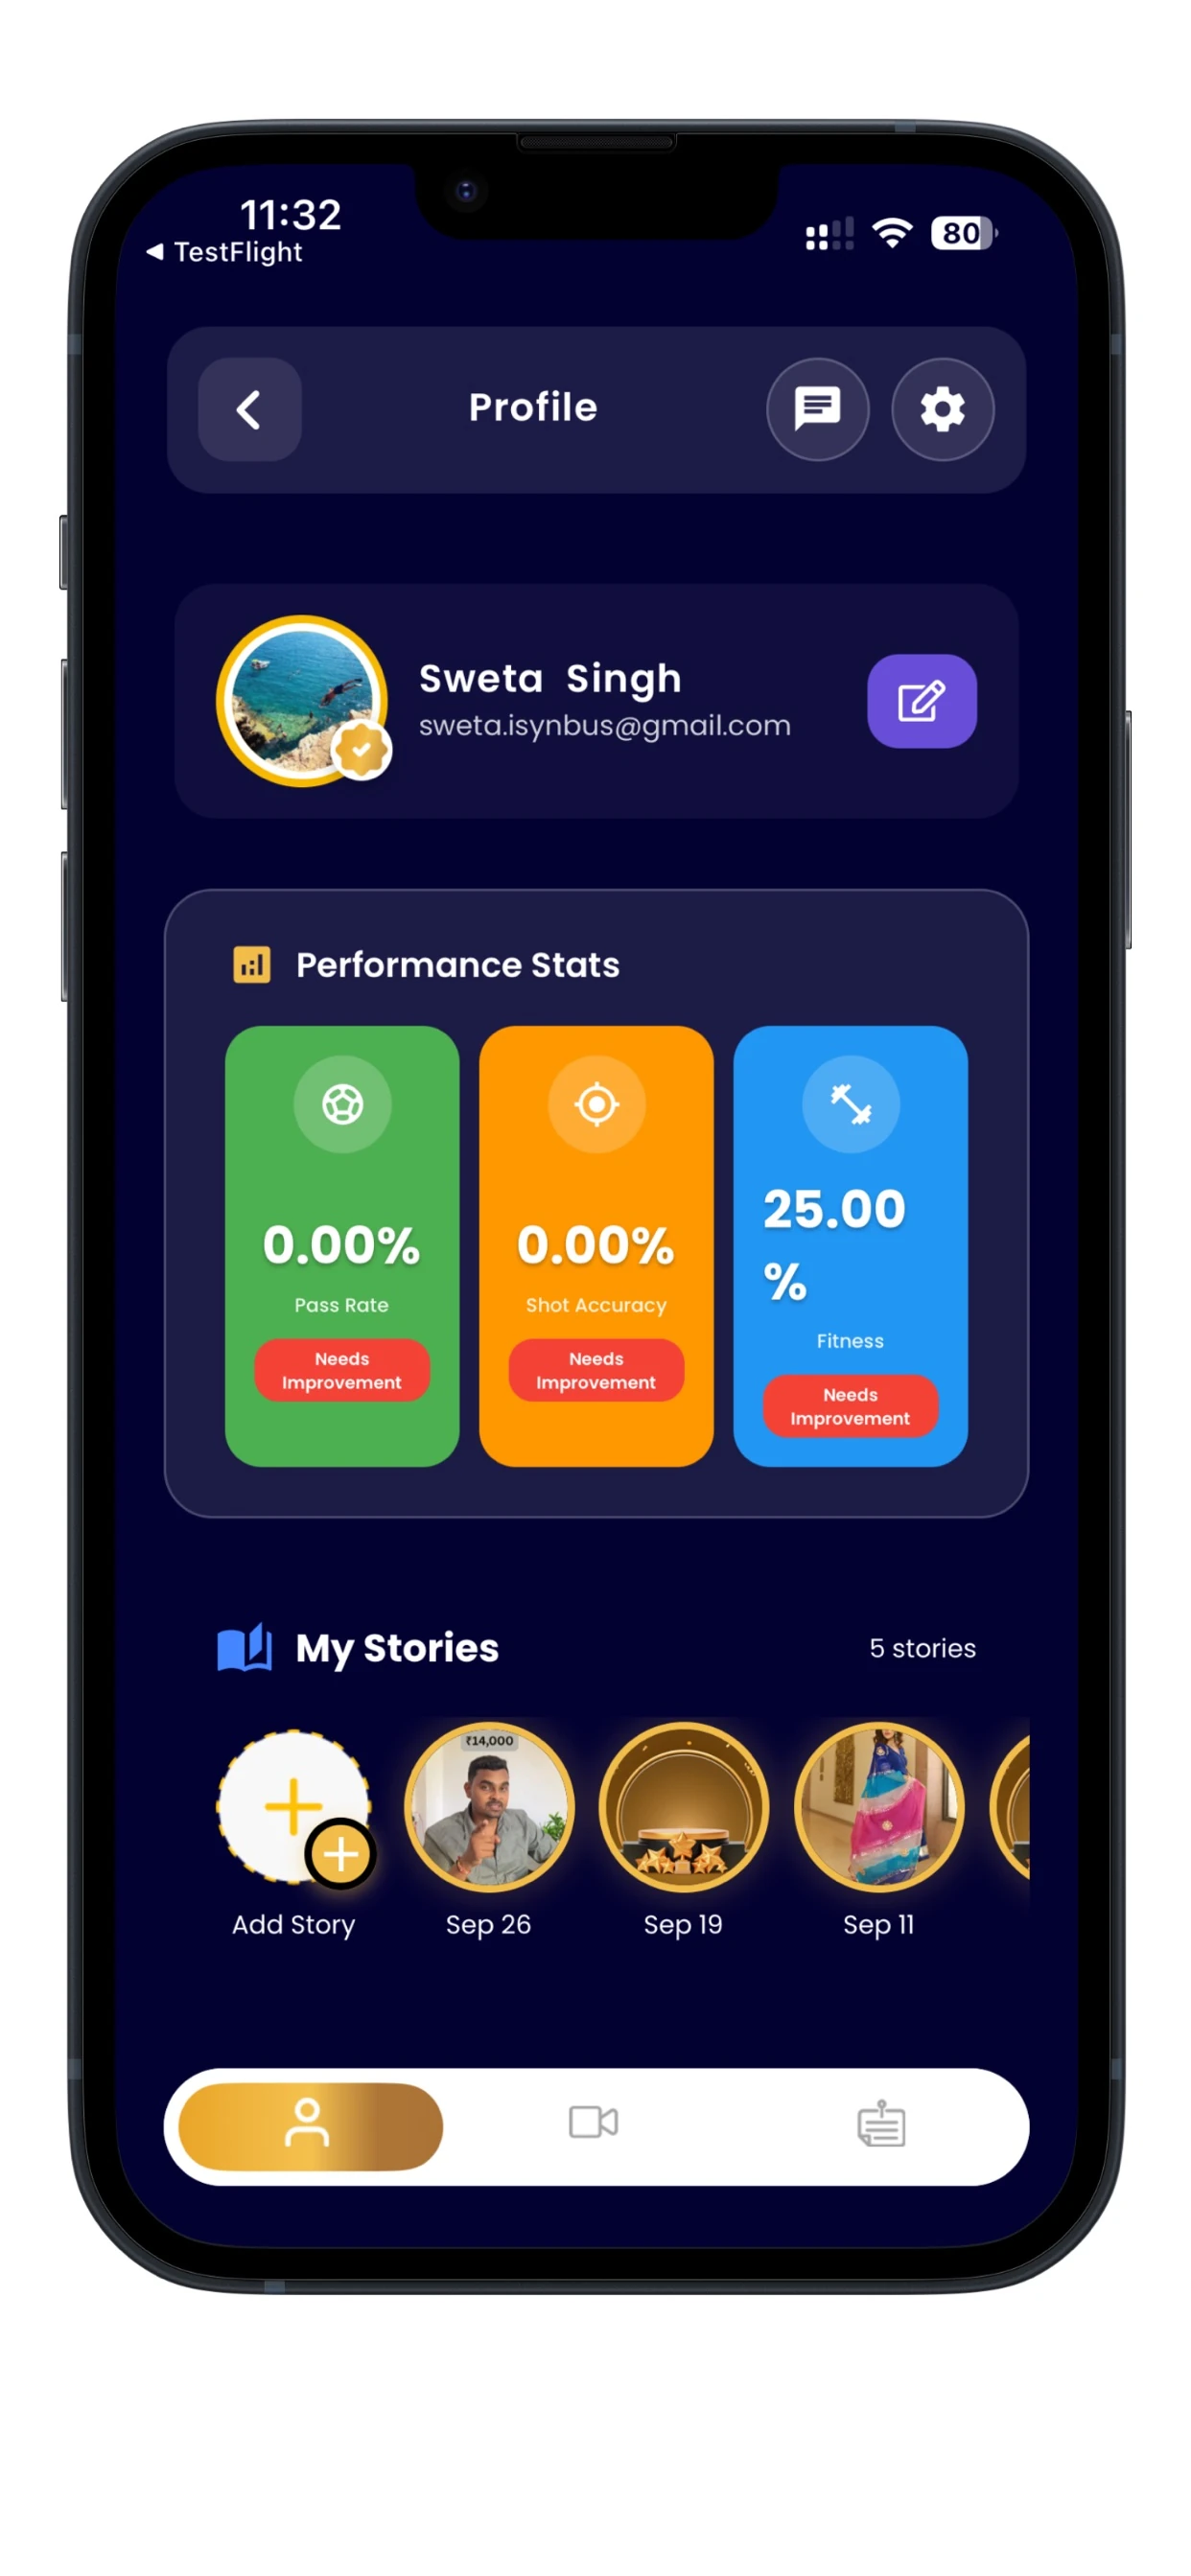 11:32
80
◀ TestFlight
Profile
Sweta  Singh
sweta.isynbus@gmail.com
Performance Stats
0.00%
Pass Rate
Needs
Improvement
0.00%
Shot Accuracy
Needs
Improvement
25.00
%
Fitness
Needs
Improvement
My Stories
5 stories
₹14,000
Add Story
Sep 26
Sep 19
Sep 11